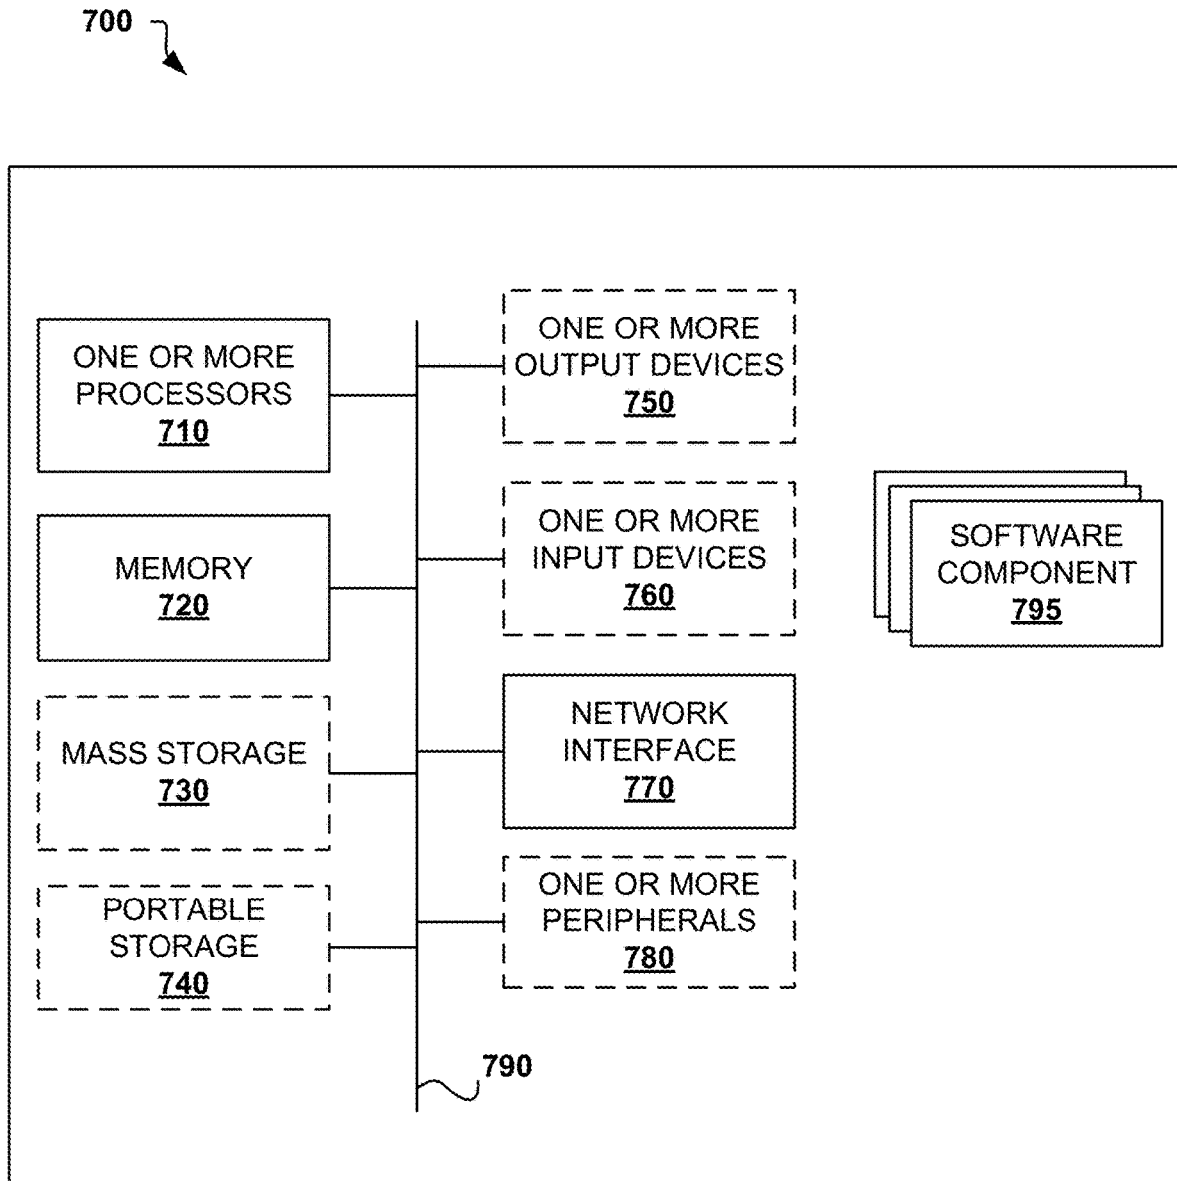 700
ONE OR MORE
PROCESSORS
710
MEMORY
720
MASS STORAGE
730
PORTABLE
STORAGE
740
ONE OR MORE
OUTPUT DEVICES
750
ONE OR MORE
INPUT DEVICES
760
NETWORK
INTERFACE
770
ONE OR MORE
PERIPHERALS
780
790
SOFTWARE
COMPONENT
795